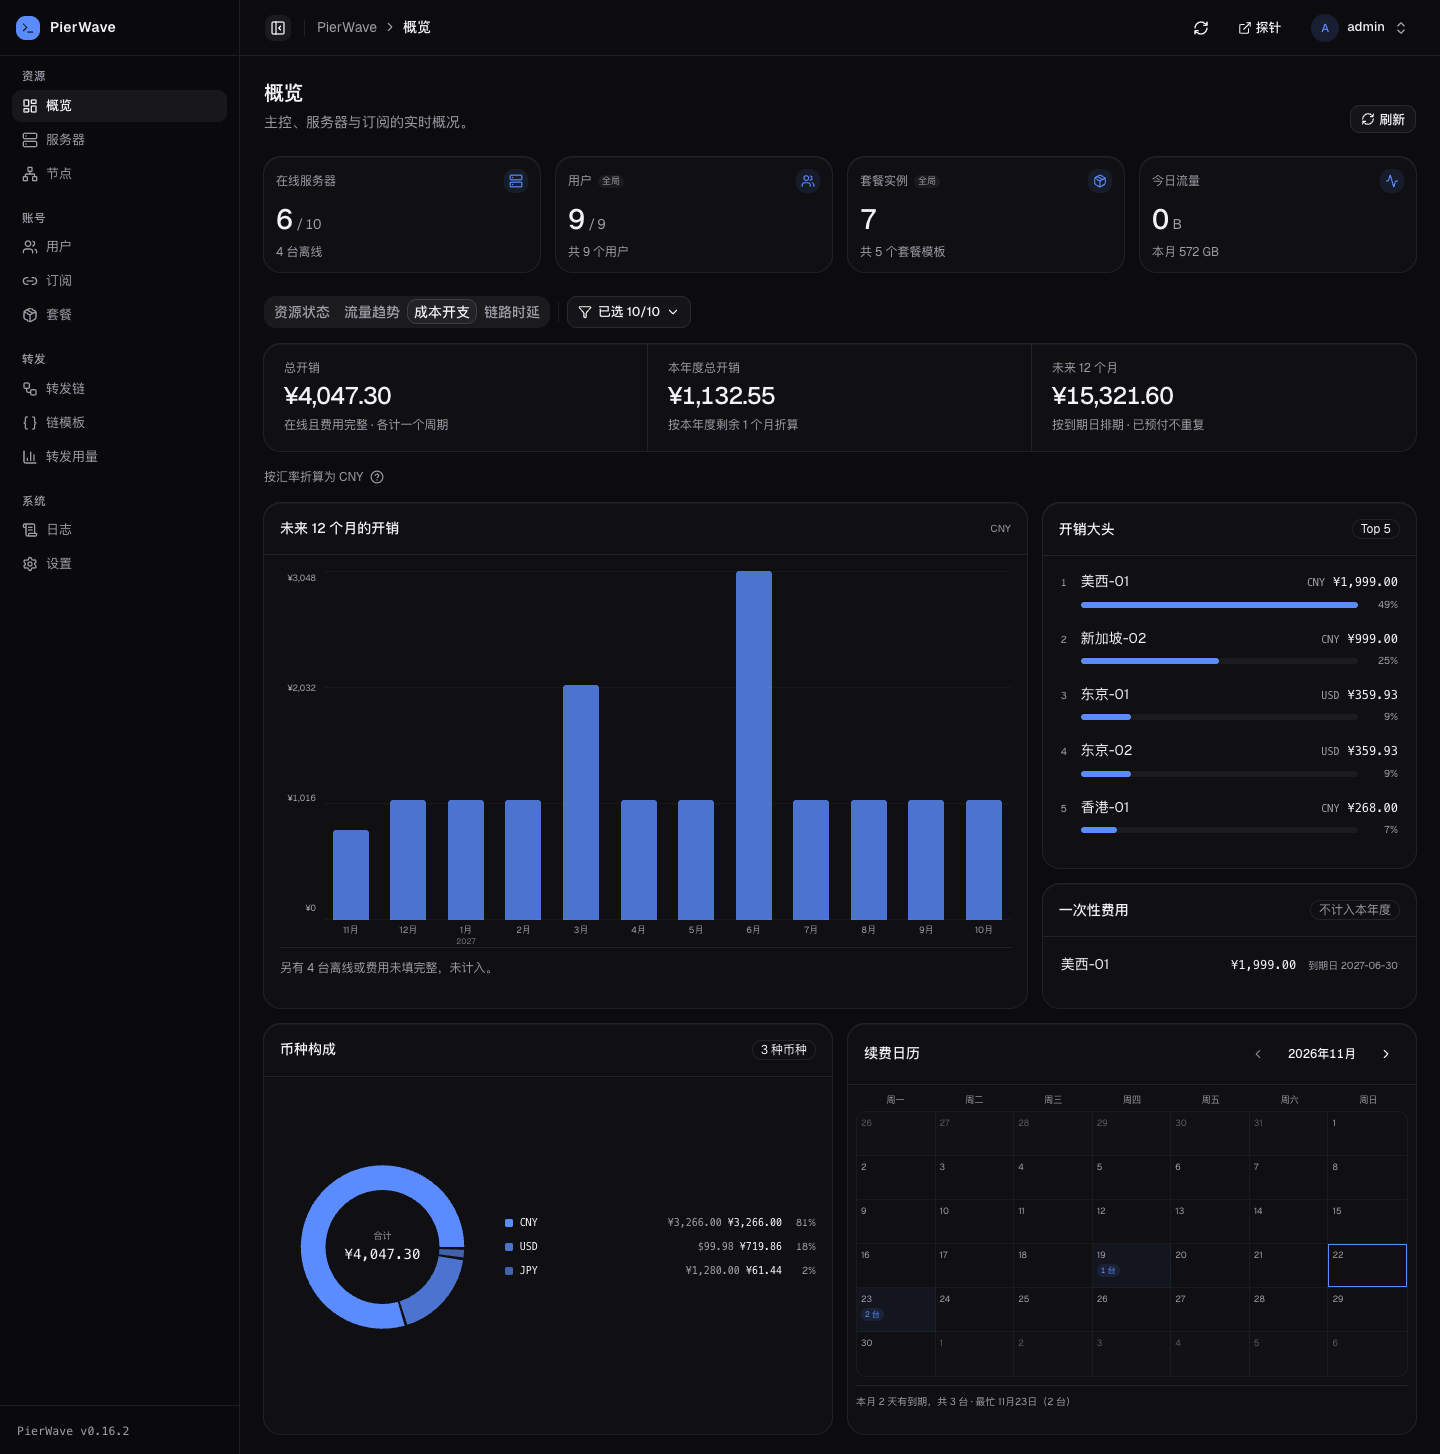 PierWave
PierWave > 概览
探针
A admin
资源
概览
服务器
节点
账号
用户
订阅
套餐
转发
转发链
链模板
转发用量
系统
日志
设置
PierWave v0.16.2
概览
主控、服务器与订阅的实时概况。
刷新
在线服务器
6 / 10
4 台离线
用户 全局
9 / 9
共 9 个用户
套餐实例 全局
7
共 5 个套餐模板
今日流量
0 B
本月 572 GB
资源状态 流量趋势 成本开支 链路时延
已选 10/10
总开销
¥4,047.30
在线且费用完整 · 各计一个周期
本年度总开销
¥1,132.55
按本年度剩余 1 个月折算
未来 12 个月
¥15,321.60
按到期日排期 · 已预付不重复
按汇率折算为 CNY
未来 12 个月的开销 CNY
¥3,048
¥2,032
¥1,016
¥0
11月 12月 1月 2月 3月 4月 5月 6月 7月 8月 9月 10月
2027
另有 4 台离线或费用未填完整，未计入。
开销大头 Top 5
1 美西-01 CNY ¥1,999.00
49%
2 新加坡-02 CNY ¥999.00
25%
3 东京-01 USD ¥359.93
9%
4 东京-02 USD ¥359.93
9%
5 香港-01 CNY ¥268.00
7%
一次性费用 不计入本年度
美西-01 ¥1,999.00 到期日 2027-06-30
币种构成 3 种币种
合计
¥4,047.30
CNY ¥3,266.00 ¥3,266.00 81%
USD $99.98 ¥719.86 18%
JPY ¥1,280.00 ¥61.44 2%
续费日历 2026年11月
周一 周二 周三 周四 周五 周六 周日
26 27 28 29 30 31 1
2 3 4 5 6 7 8
9 10 11 12 13 14 15
16 17 18 19 20 21 22
1 台
23 24 25 26 27 28 29
2 台
30 1 2 3 4 5 6
本月 2 天有到期，共 3 台 · 最忙 11月23日（2 台）